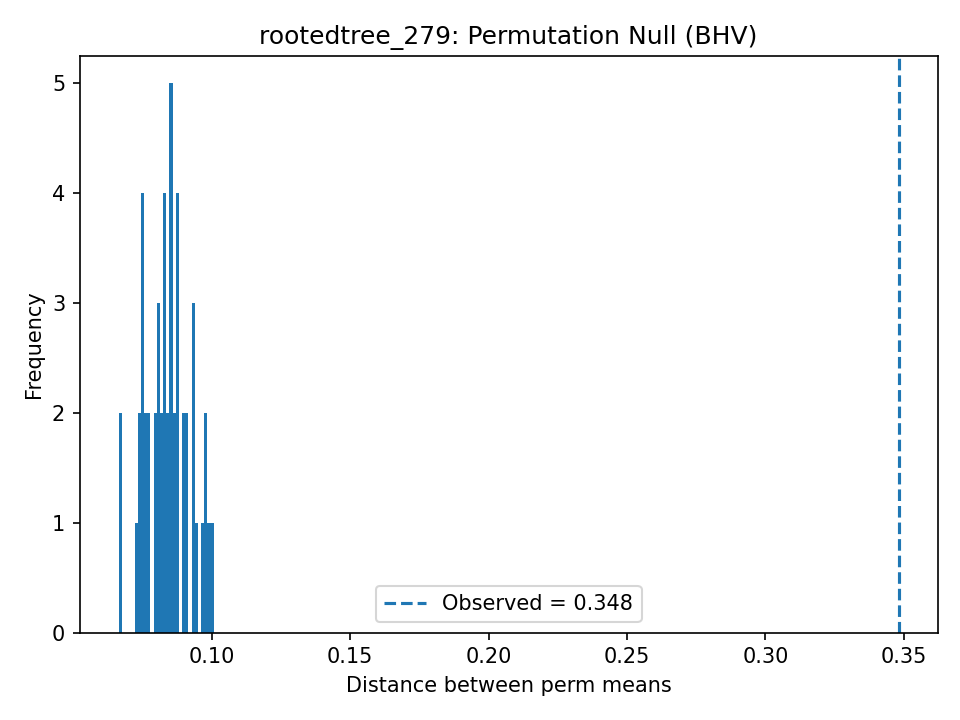 rootedtree_279: Permutation Null (BHV)
5
4
3
2
1
0
Frequency
0.10 0.15 0.20 0.25 0.30 0.35
Distance between perm means
Observed = 0.348